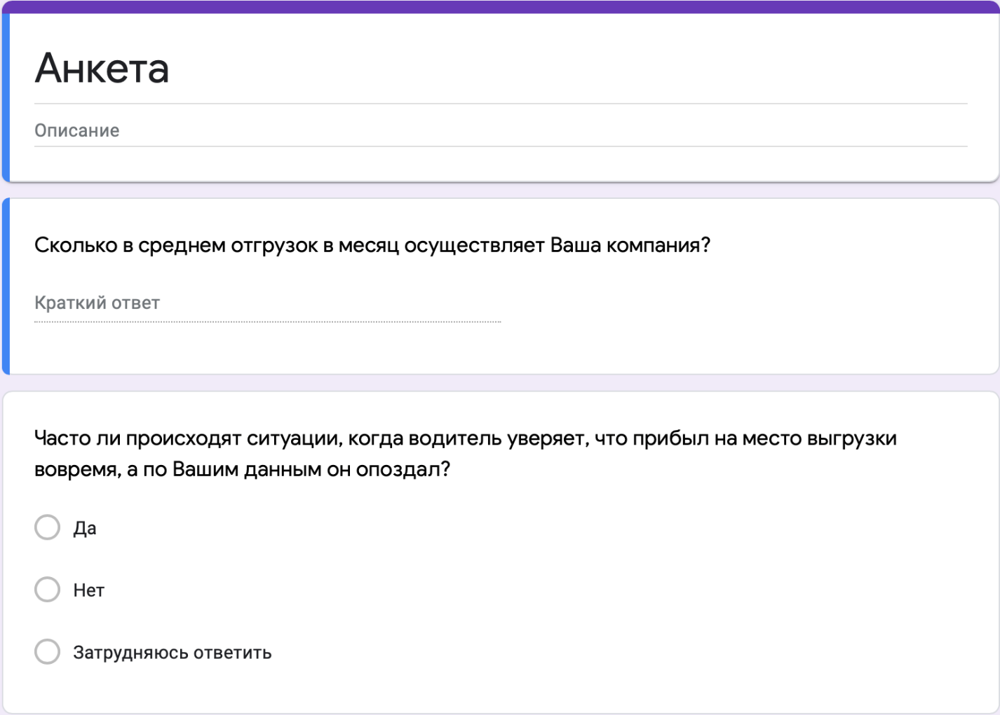 Анкета
Описание
Сколько в среднем отгрузок в месяц осуществляет Ваша компания?
Краткий ответ
Часто ли происходят ситуации, когда водитель уверяет, что прибыл на место выгрузки
вовремя, а по Вашим данным он опоздал?
Да
Нет
Затрудняюсь ответить